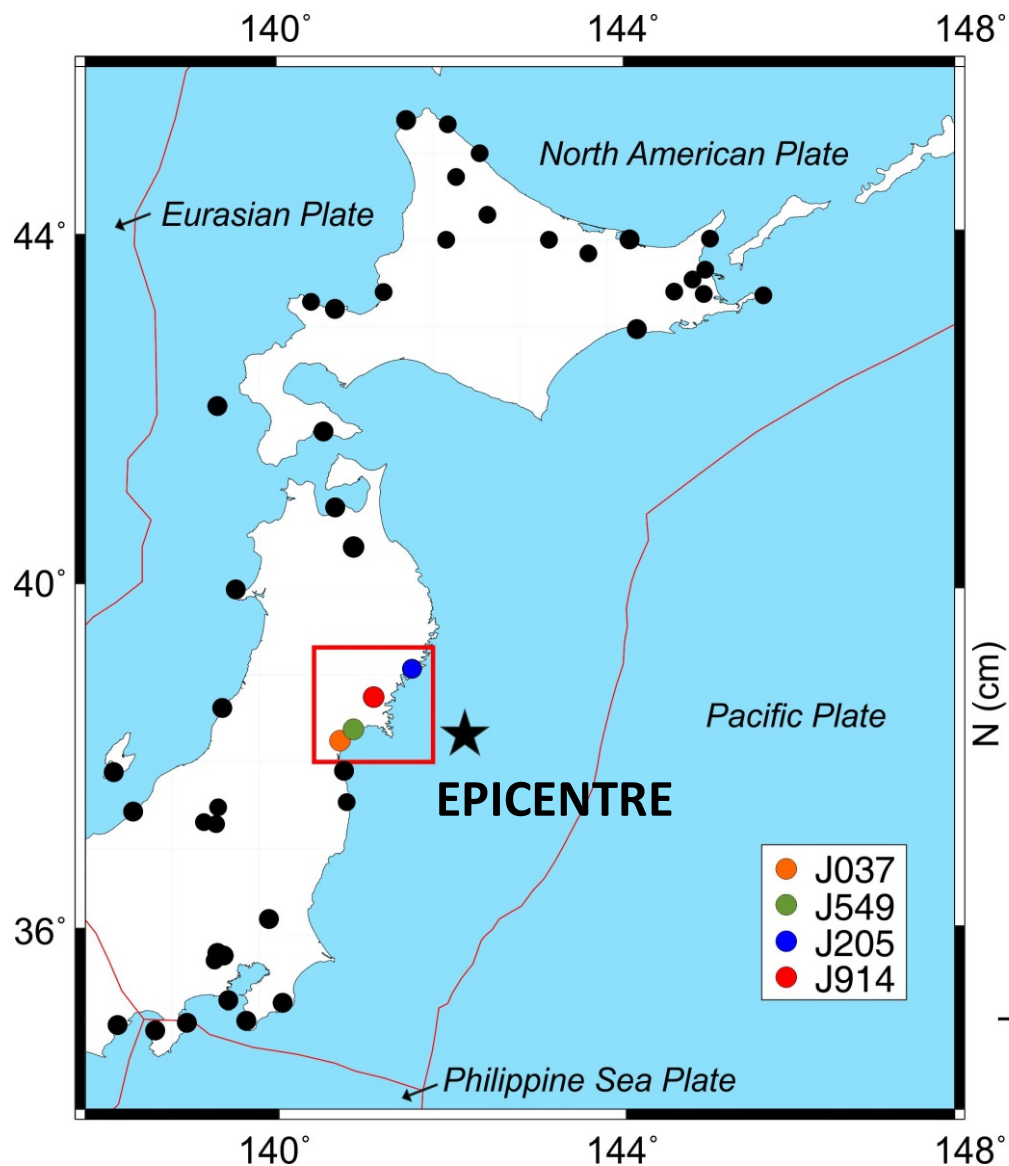 140° 144° 148°
North American Plate
Eurasian Plate
44°
40°
N (cm)
Pacific Plate
EPICENTRE
J037
J549
J205
J914
36°
Philippine Sea Plate
140° 144° 148°